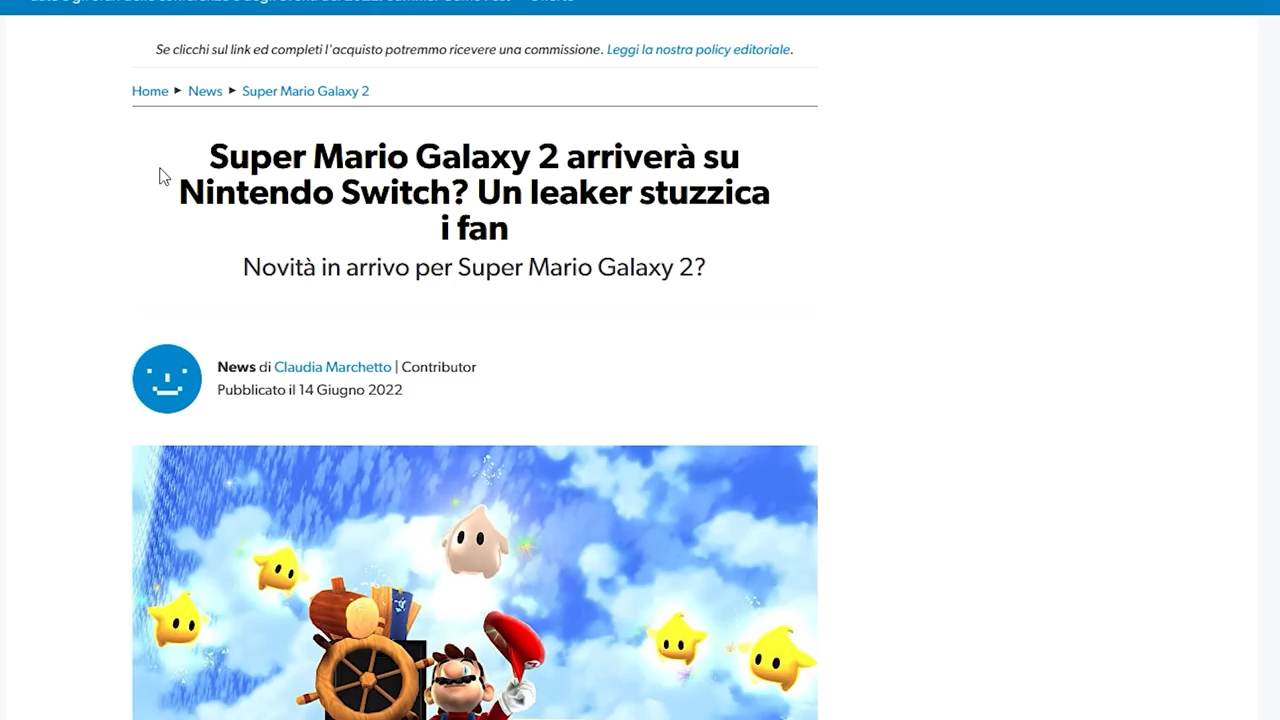 Se clicchi sul link ed completi l'acquisto potremmo ricevere una commissione. Leggi la nostra policy editoriale.
Home ▸ News ▸ Super Mario Galaxy 2
Super Mario Galaxy 2 arriverà su
Nintendo Switch? Un leaker stuzzica
i fan
Novità in arrivo per Super Mario Galaxy 2?
News di Claudia Marchetto | Contributor
Pubblicato il 14 Giugno 2022